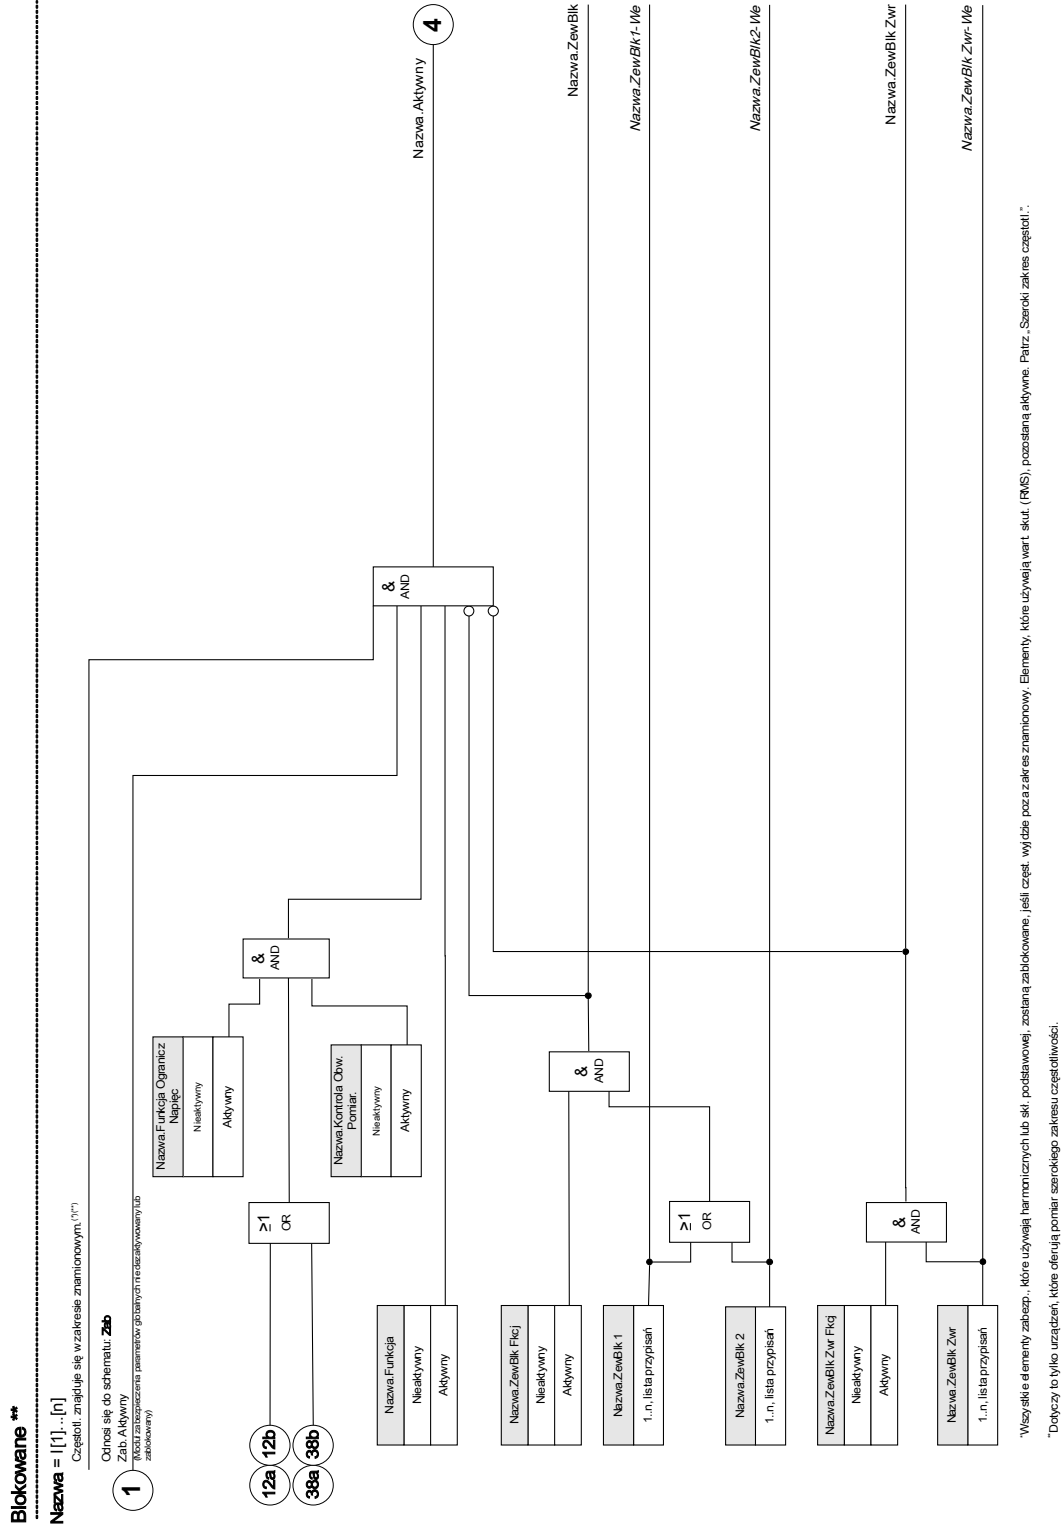 Blokowane **
Nazwa = I[1]...[n]
Częstotl. znajduje się w zakresie znamionowym.(*)(**)
Odnosi się do schematu: Zab
Zab. Aktywny
(Moduł zabezpieczenia parametrów globalnych nie dezaktywowany lub
zablokowany)
1
12a 12b
38a 38b
≥1
OR
Nazwa.Funkcja Ogranicz
Napięc
Nieaktywny
Aktywny
Nazwa.Kontrola Obw.
Pomiar.
Nieaktywny
Aktywny
&
AND
Nazwa.Funkcja
Nieaktywny
Aktywny
&
AND
Nazwa.Aktywny
4
Nazwa.ZewBlk Fkcj
Nieaktywny
Aktywny
&
AND
Nazwa.ZewBlk
Nazwa.ZewBlk 1
1..n, lista przypisań
Nazwa.ZewBlk1-We
≥1
OR
Nazwa.ZewBlk 2
1..n, lista przypisań
Nazwa.ZewBlk2-We
Nazwa.ZewBlk Zwr Fkcj
Nieaktywny
Aktywny
&
AND
Nazwa.ZewBlk Zwr
Nazwa.ZewBlk Zwr
1..n, lista przypisań
Nazwa.ZewBlk Zwr-We
*Wszystkie elementy zabezp., które używają harmonicznych lub skł. podstawowej, zostaną zablokowane, jeśli częst. wyjdzie poza zakres znamionowy. Elementy, które używają wart. skut. (RMS), pozostaną aktywne. Patrz „Szeroki zakres częstotl.”.
**Dotyczy to tylko urządzeń, które oferują pomiar szerokiego zakresu częstotliwości.